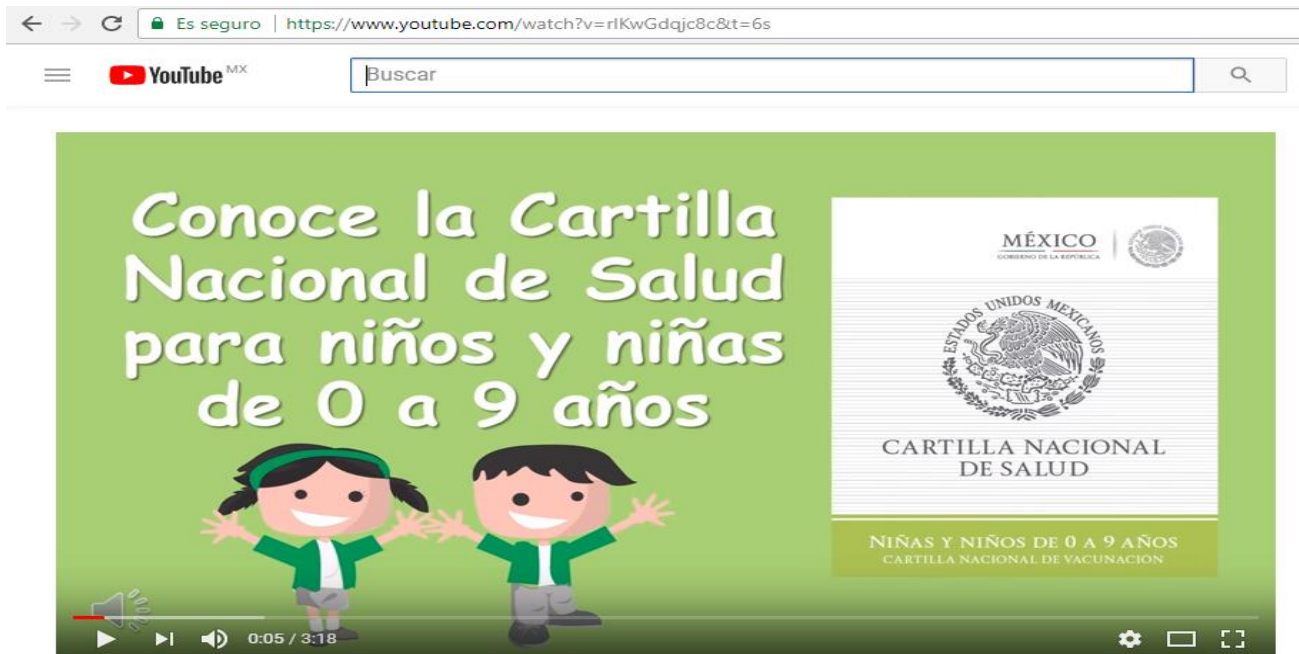 Es seguro | https://www.youtube.com/watch?v=rlKwGdqjc8c&t=6s
YouTube MX
Buscar
Conoce la Cartilla
Nacional de Salud
para niños y niñas
de 0 a 9 años
MÉXICO
GOBIERNO DE LA REPÚBLICA
ESTADOS UNIDOS MEXICANOS
CARTILLA NACIONAL
DE SALUD
NIÑAS Y NIÑOS DE 0 A 9 AÑOS
CARTILLA NACIONAL DE VACUNACIÓN
0:05 / 3:18